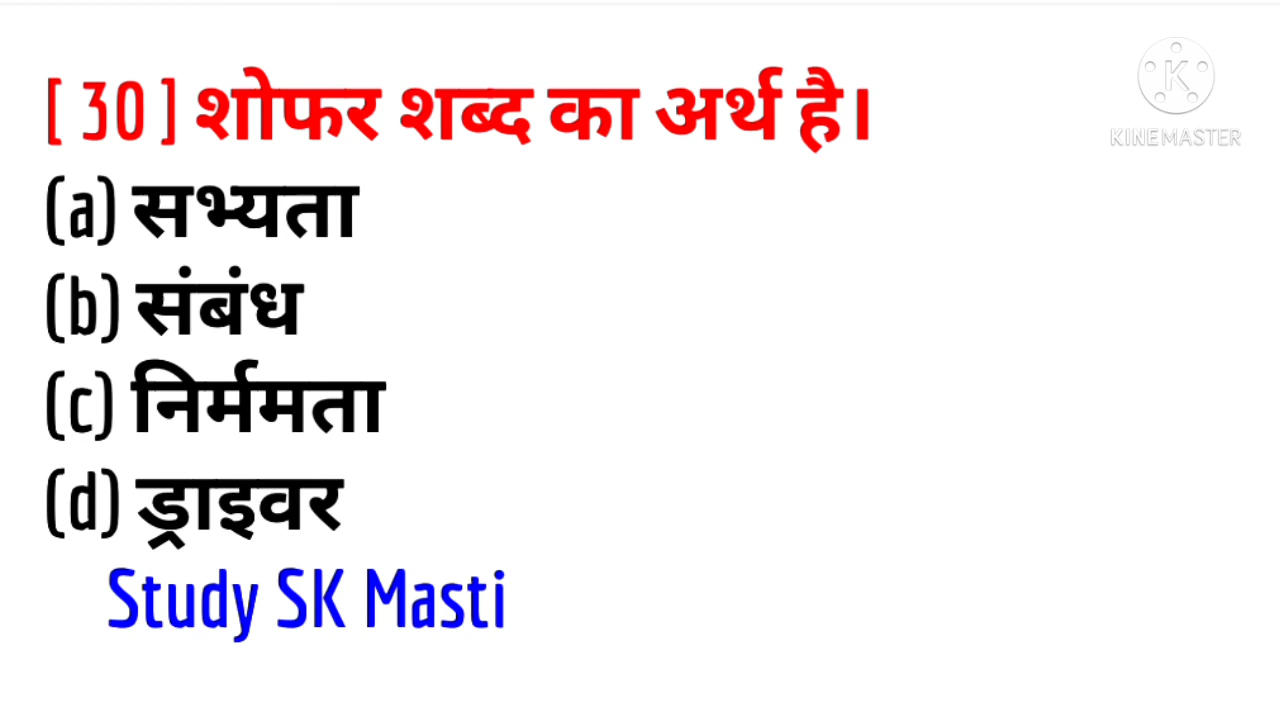 [ 30 ] शोफर शब्द का अर्थ है।
(a) सभ्यता
(b) संबंध
(c) निर्ममता
(d) ड्राइवर
Study SK Masti
K
KINEMASTER